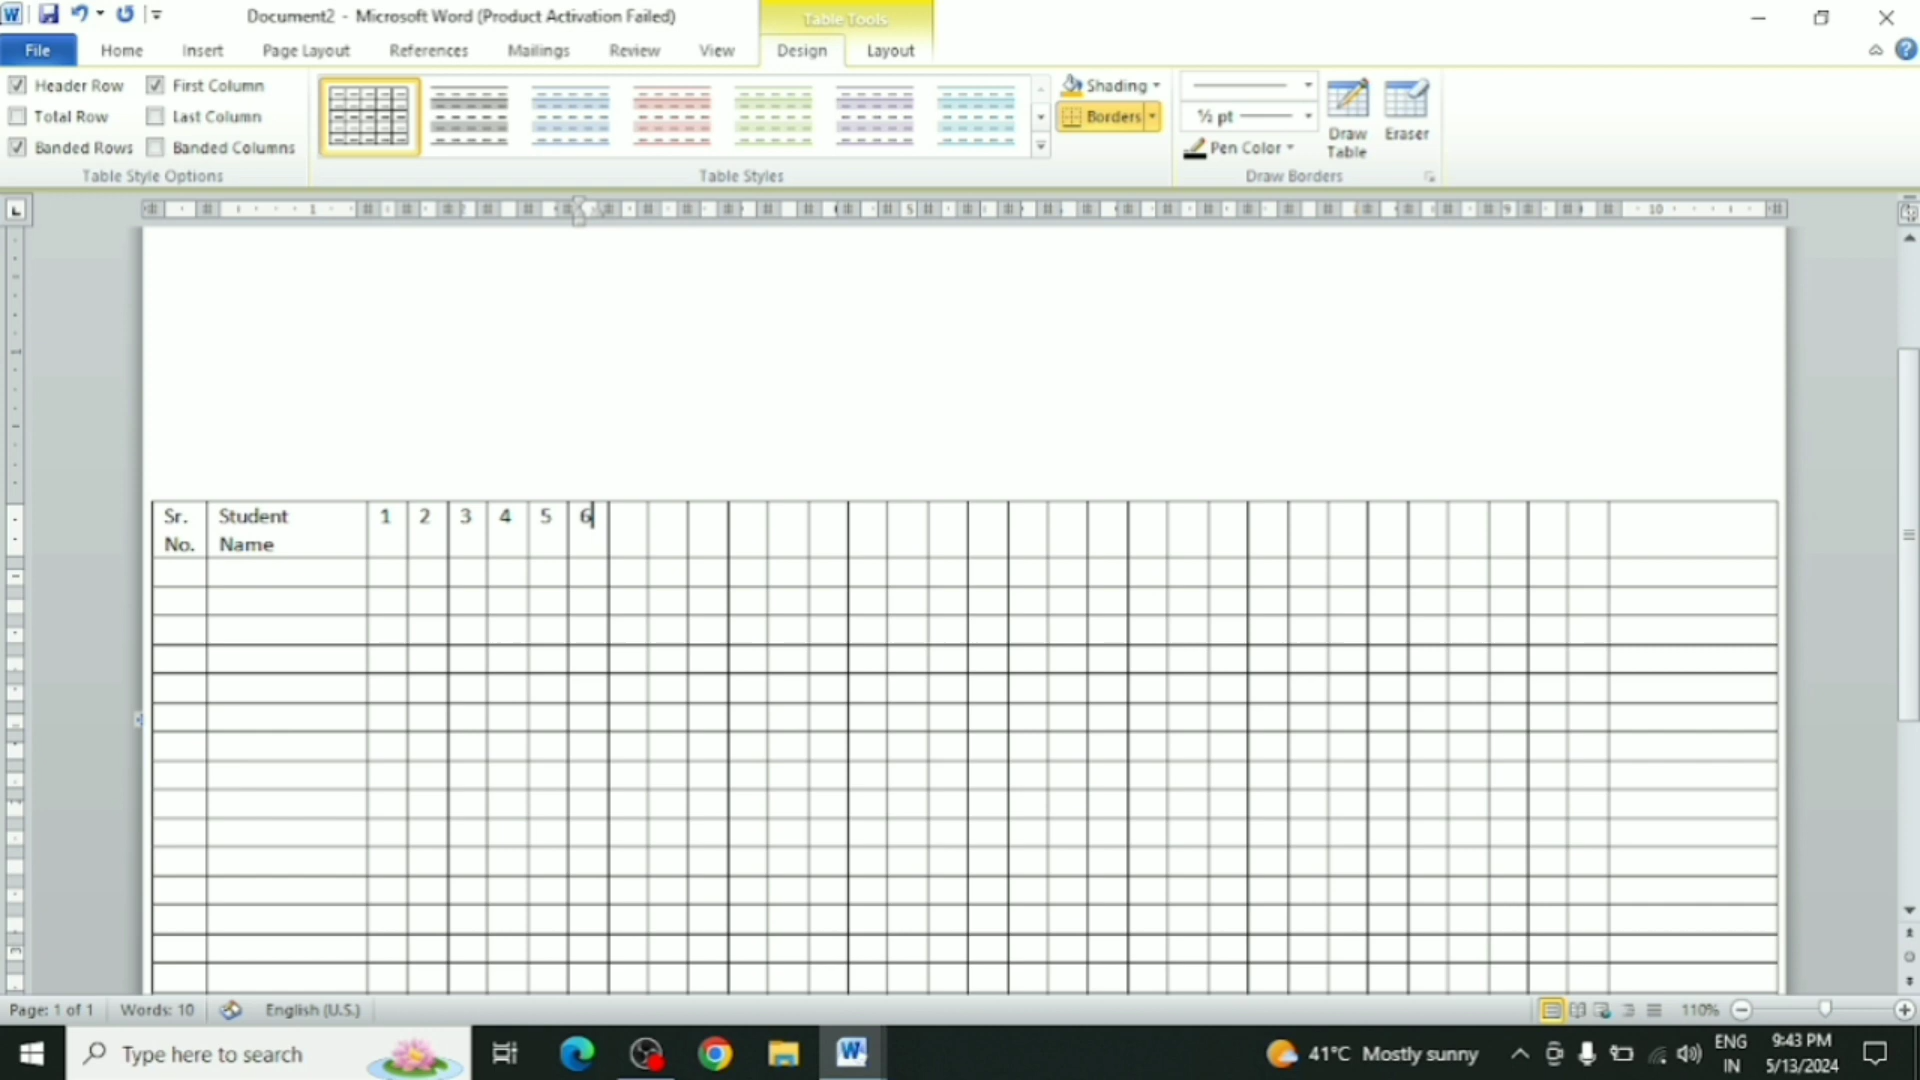 Document2 - Microsoft Word (Product Activation Failed)
Table Tools
File Home Insert Page Layout References Mailings Review View Design Layout
Header Row First Column
Total Row Last Column
Banded Rows Banded Columns
Table Style Options
Table Styles
Shading
Borders
½ pt
Pen Color
Draw Table
Eraser
Draw Borders
Sr. No. Student Name 1 2 3 4 5 6
Page: 1 of 1 Words: 10 English (U.S.) 110%
Type here to search
41°C Mostly sunny
ENG IN
9:43 PM
5/13/2024